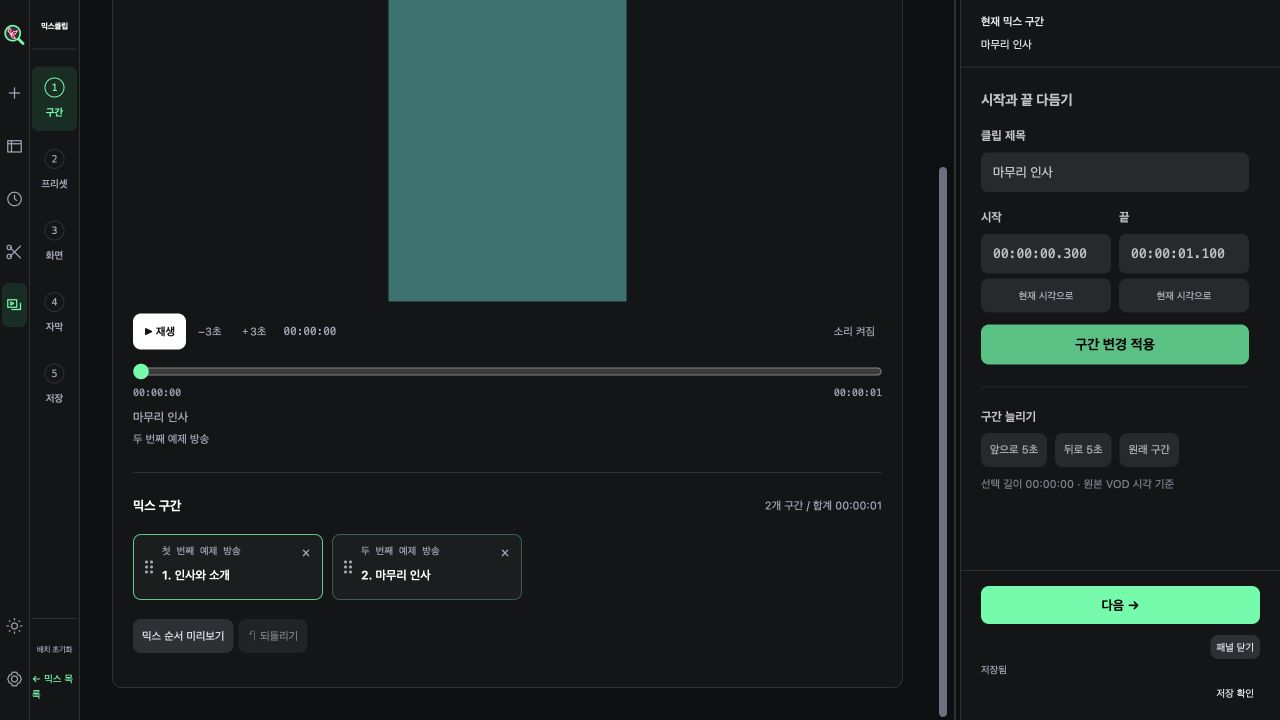 믹스클립
1
구간
2
프리셋
3
화면
4
자막
5
저장
배치 초기화
← 믹스 목
록
▶ 재생
−3초
+3초
00:00:00
소리 켜짐
00:00:00
00:00:01
마무리 인사
두 번째 예제 방송
믹스 구간
2개 구간 / 합계 00:00:01
첫 번째 예제 방송
×
1. 인사와 소개
두 번째 예제 방송
×
2. 마무리 인사
믹스 순서 미리보기
되돌리기
현재 믹스 구간
마무리 인사
시작과 끝 다듬기
클립 제목
마무리 인사
시작
끝
00:00:00.300
00:00:01.100
현재 시각으로
현재 시각으로
구간 변경 적용
구간 늘리기
앞으로 5초
뒤로 5초
원래 구간
선택 길이 00:00:00 · 원본 VOD 시각 기준
다음 →
패널 닫기
저장됨
저장 확인